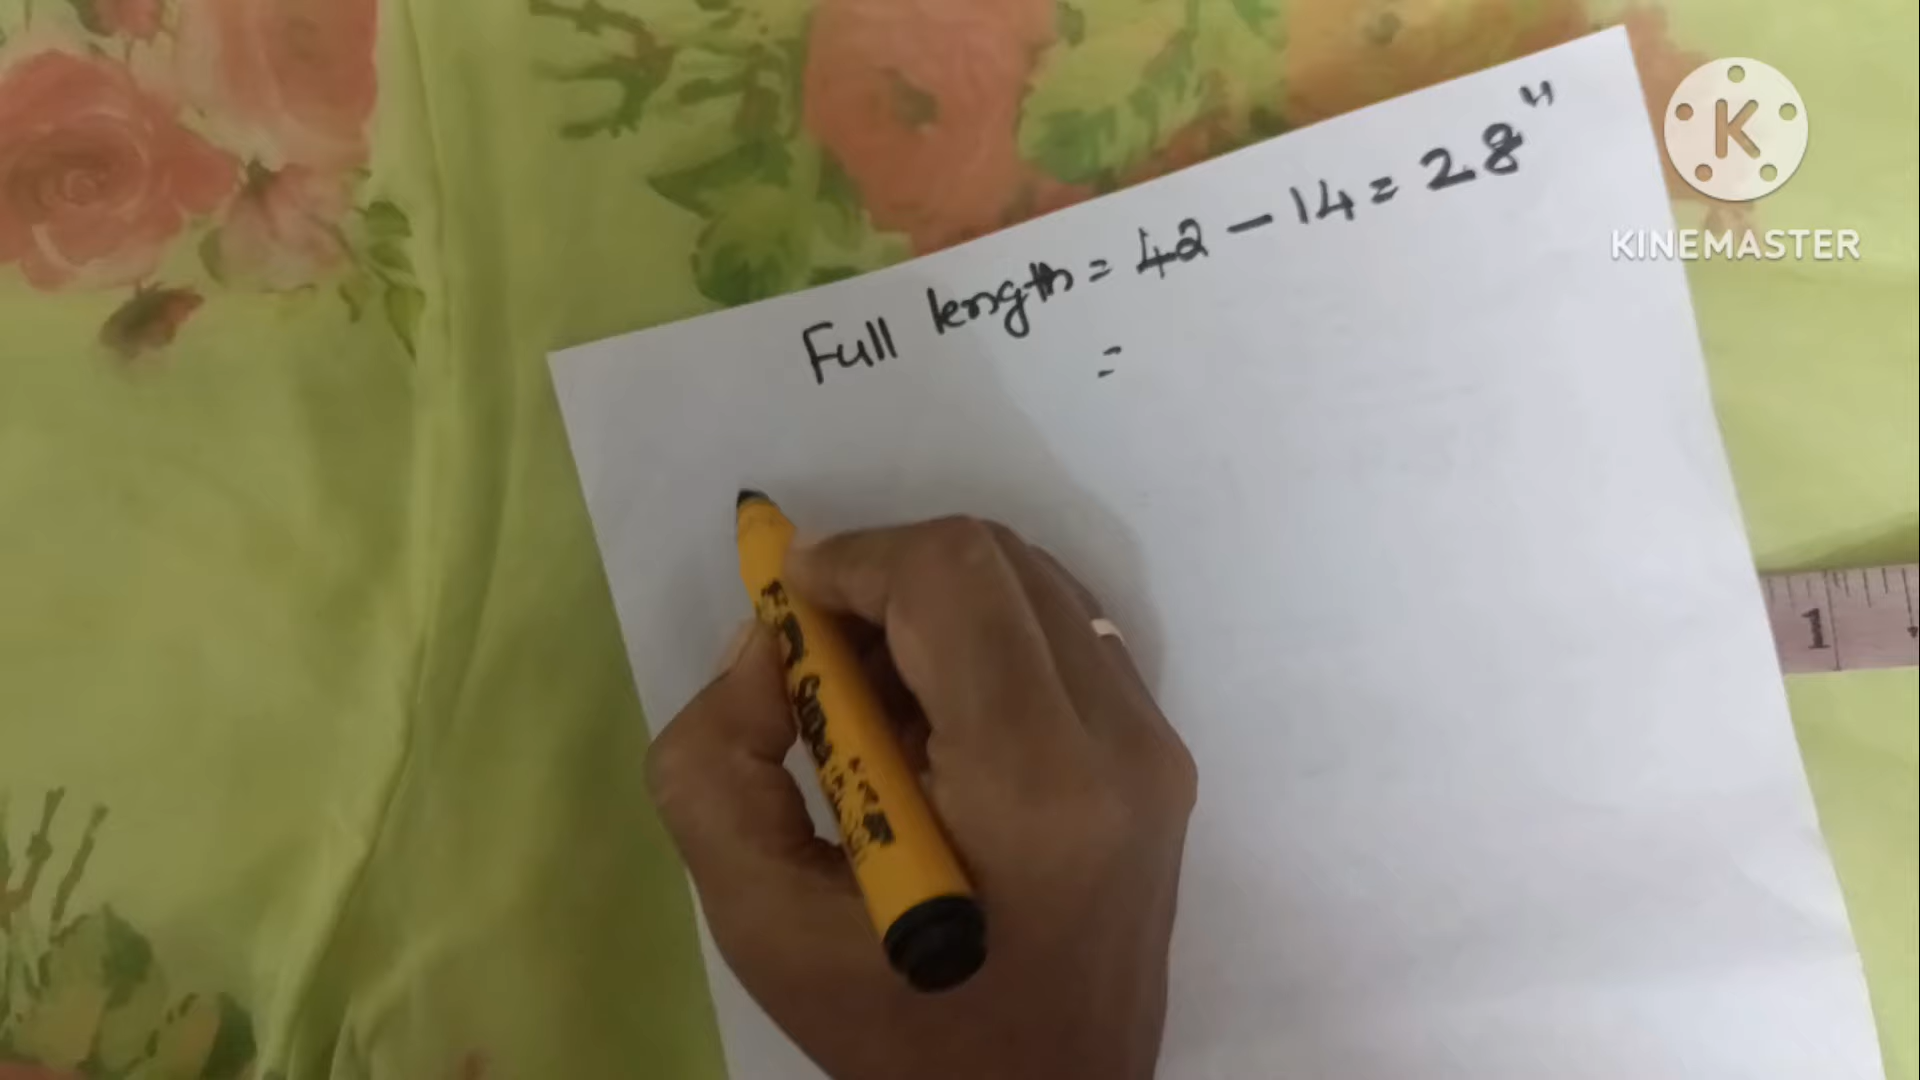 Full length = 42 - 14 = 28"
=
K
KINEMASTER
1